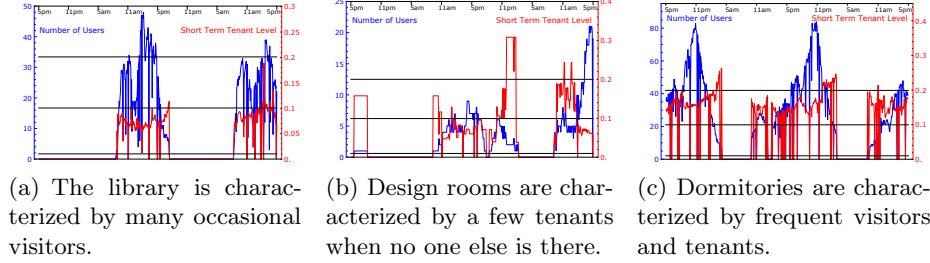 5pm 11pm 5am 11am 5pm 11pm 5am 11am 5pm
Number of Users Short Term Tenant Level
50 40 30 20 10 0
0.3 0.25 0.2 0.15 0.1 0.05 0
5pm 11pm 5am 11am 5pm 11pm 5am 11am 5pm
Number of Users Short Term Tenant Level
25 20 15 10 5 0
0.4 0.3 0.2 0.1 0.0
5pm 11pm 5am 11am 5pm 11pm 5am 11am 5pm
Number of Users Short Term Tenant Level
80 60 40 20 0
0.4 0.3 0.2 0.1 0.0
(a) The library is charac-
terized by many occasional
visitors.
(b) Design rooms are char-
acterized by a few tenants
when no one else is there.
(c) Dormitories are charac-
terized by frequent visitors
and tenants.